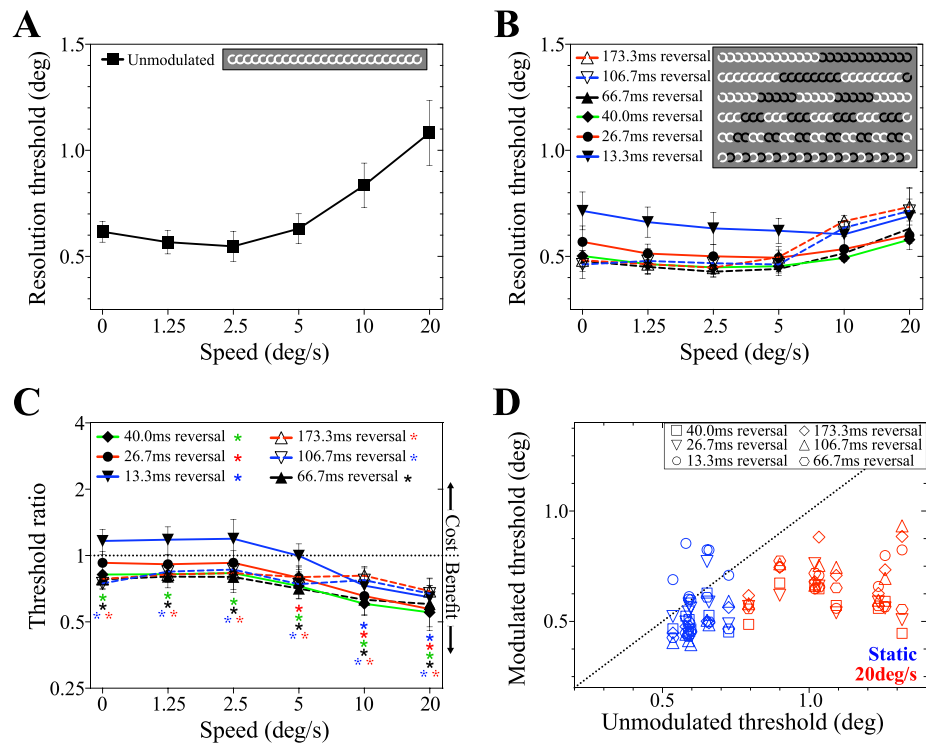 A
Resolution threshold (deg)
1.5
1.0
0.5
Unmodulated
0 1.25 2.5 5 10 20
Speed (deg/s)
B
Resolution threshold (deg)
1.5
1.0
0.5
173.3ms reversal
106.7ms reversal
66.7ms reversal
40.0ms reversal
26.7ms reversal
13.3ms reversal
0 1.25 2.5 5 10 20
Speed (deg/s)
C
Threshold ratio
4
2
1
0.5
0.25
40.0ms reversal *
26.7ms reversal *
13.3ms reversal *
173.3ms reversal *
106.7ms reversal *
66.7ms reversal *
Cost
Benefit
0 1.25 2.5 5 10 20
Speed (deg/s)
D
Modulated threshold (deg)
1.0
0.5
40.0ms reversal
26.7ms reversal
13.3ms reversal
173.3ms reversal
106.7ms reversal
66.7ms reversal
Static
20deg/s
0.5 1.0
Unmodulated threshold (deg)